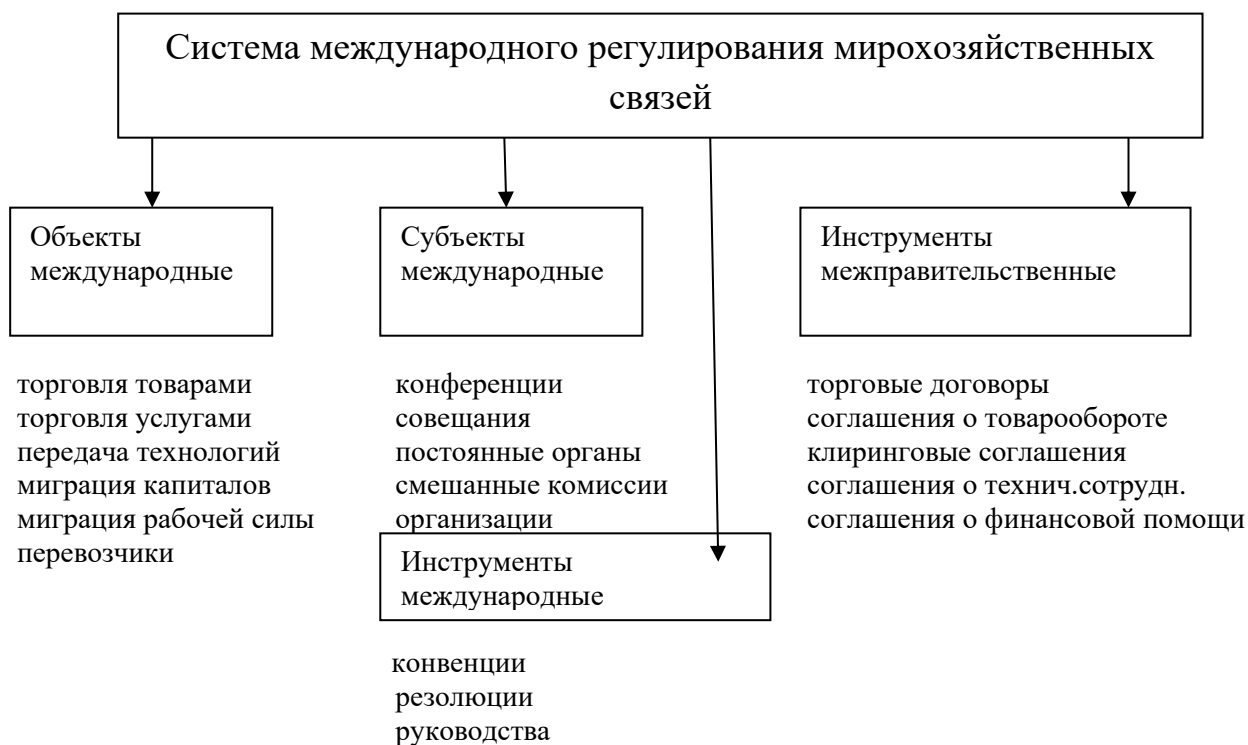 Система международного регулирования мирохозяйственных
связей
Объекты
международные
торговля товарами
торговля услугами
передача технологий
миграция капиталов
миграция рабочей силы
перевозчики
Субъекты
международные
конференции
совещания
постоянные органы
смешанные комиссии
организации
Инструменты
международные
конвенции
резолюции
руководства
Инструменты
межправительственные
торговые договоры
соглашения о товарообороте
клиринговые соглашения
соглашения о технич.сотрудн.
соглашения о финансовой помощи